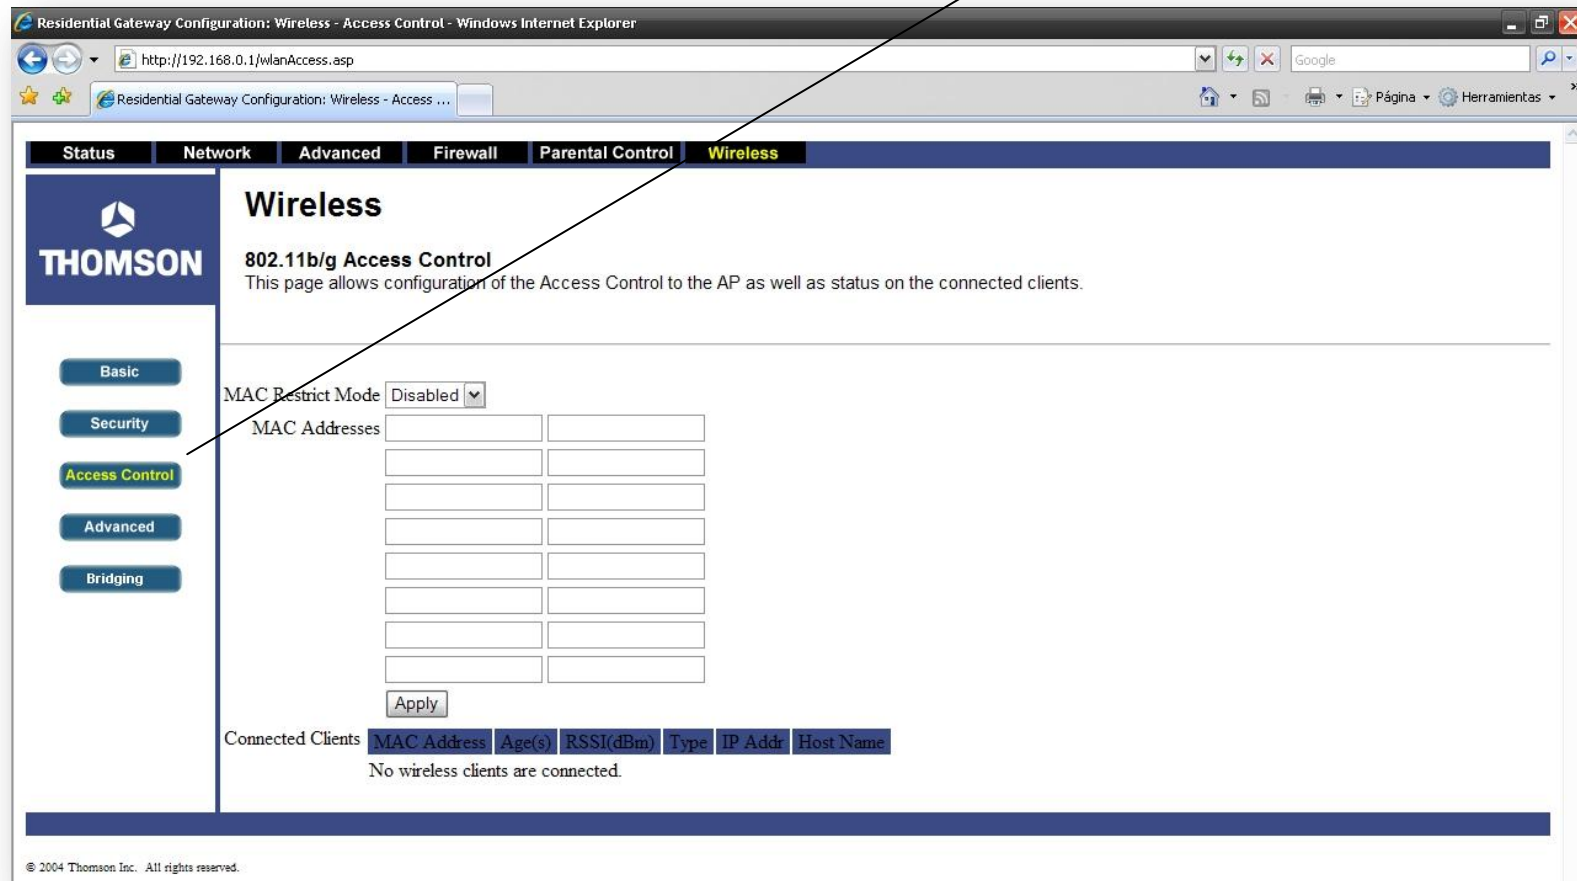 Residential Gateway Configuration: Wireless - Access Control - Windows Internet Explorer
http://192.168.0.1/wlanAccess.asp
Google
Residential Gateway Configuration: Wireless - Access ...
Página
Herramientas
Status Network Advanced Firewall Parental Control Wireless
THOMSON
Wireless
802.11b/g Access Control
This page allows configuration of the Access Control to the AP as well as status on the connected clients.
Basic
Security
Access Control
Advanced
Bridging
MAC Restrict Mode Disabled
MAC Addresses
Apply
Connected Clients MAC Address Age(s) RSSI(dBm) Type IP Addr Host Name
No wireless clients are connected.
© 2004 Thomson Inc. All rights reserved.